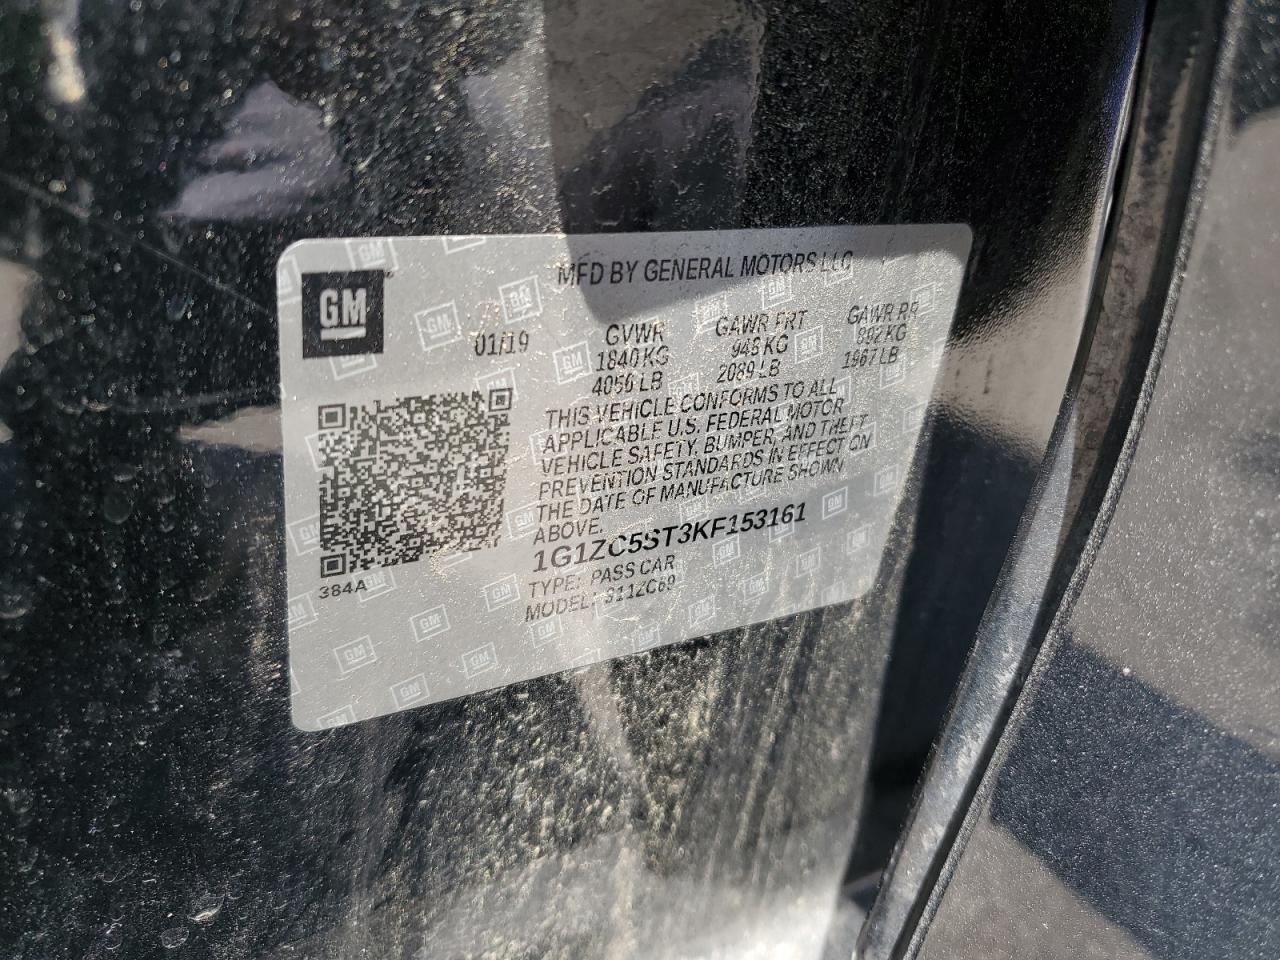 GM
MFD BY GENERAL MOTORS LLC
01/19 GVWR GAWR FRT GAWR RR
1840 KG 948 KG 892 KG
4056 LB 2089 LB 1967 LB
THIS VEHICLE CONFORMS TO ALL
APPLICABLE U.S. FEDERAL MOTOR
VEHICLE SAFETY, BUMPER, AND THEFT
PREVENTION STANDARDS IN EFFECT ON
THE DATE OF MANUFACTURE SHOWN
ABOVE.
1G1ZC5ST3KF153161
TYPE: PASS CAR
MODEL: 311ZC69
384A